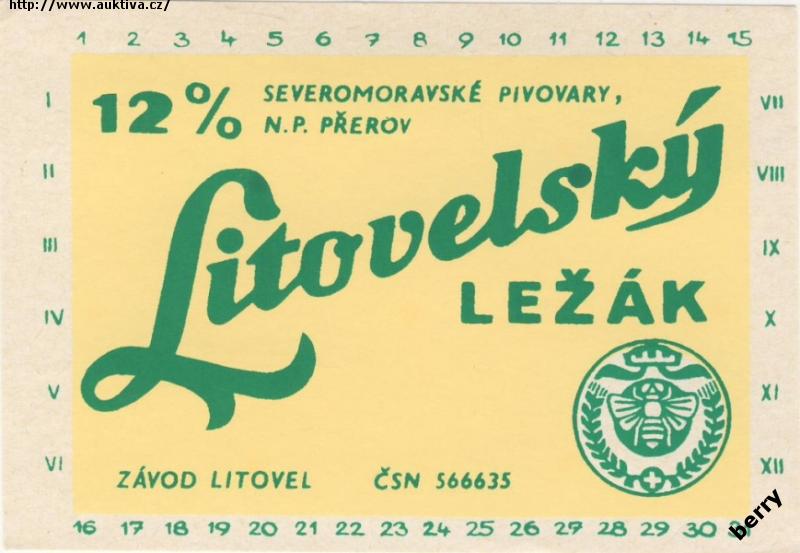 http://www.auktiva.cz/
1 2 3 4 5 6 7 8 9 10 11 12 13 14 15
I
II
III
IV
V
VI
12% SEVEROMORAVSKÉ PIVOVARY,
N.P. PŘEROV
Litovelský
LEŽÁK
ZÁVOD LITOVEL ČSN 566635
VII
VIII
IX
X
XI
XII
16 17 18 19 20 21 22 23 24 25 26 27 28 29 30 31
berry